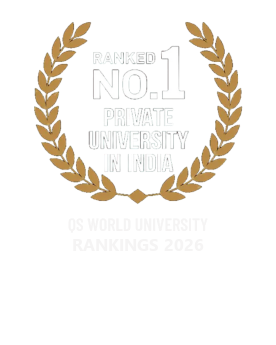 RANKED
NO.1
PRIVATE
UNIVERSITY
IN INDIA
QS WORLD UNIVERSITY
RANKINGS 2026